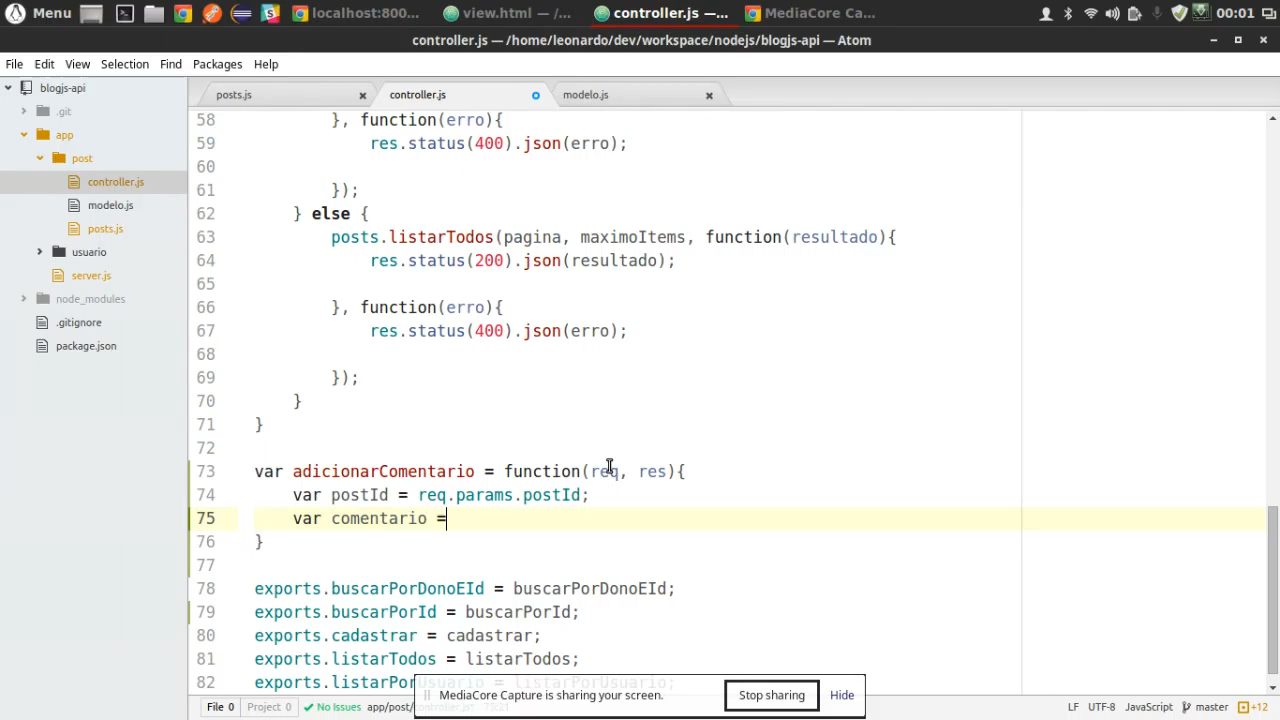 Menu localhost:800... view.html — /... controller.js —... MediaCore Ca... 00:01
controller.js — /home/leonardo/dev/workspace/nodejs/blogjs-api — Atom
File Edit View Selection Find Packages Help
blogjs-api
.git
app
post
controller.js
modelo.js
posts.js
usuario
server.js
node_modules
.gitignore
package.json
posts.js controller.js modelo.js
58 }, function(erro){
59 res.status(400).json(erro);
60
61 });
62 } else {
63 posts.listarTodos(pagina, maximoItems, function(resultado){
64 res.status(200).json(resultado);
65
66 }, function(erro){
67 res.status(400).json(erro);
68
69 });
70 }
71 }
72
73 var adicionarComentario = function(req, res){
74 var postId = req.params.postId;
75 var comentario =
76 }
77
78 exports.buscarPorDonoEId = buscarPorDonoEId;
79 exports.buscarPorId = buscarPorId;
80 exports.cadastrar = cadastrar;
81 exports.listarTodos = listarTodos;
82 exports.listarPorUsuario = listarPorUsuario;
MediaCore Capture is sharing your screen. Stop sharing Hide
File 0 Project 0 No Issues app/post/controller.js* 75:21 LF UTF-8 JavaScript master +12